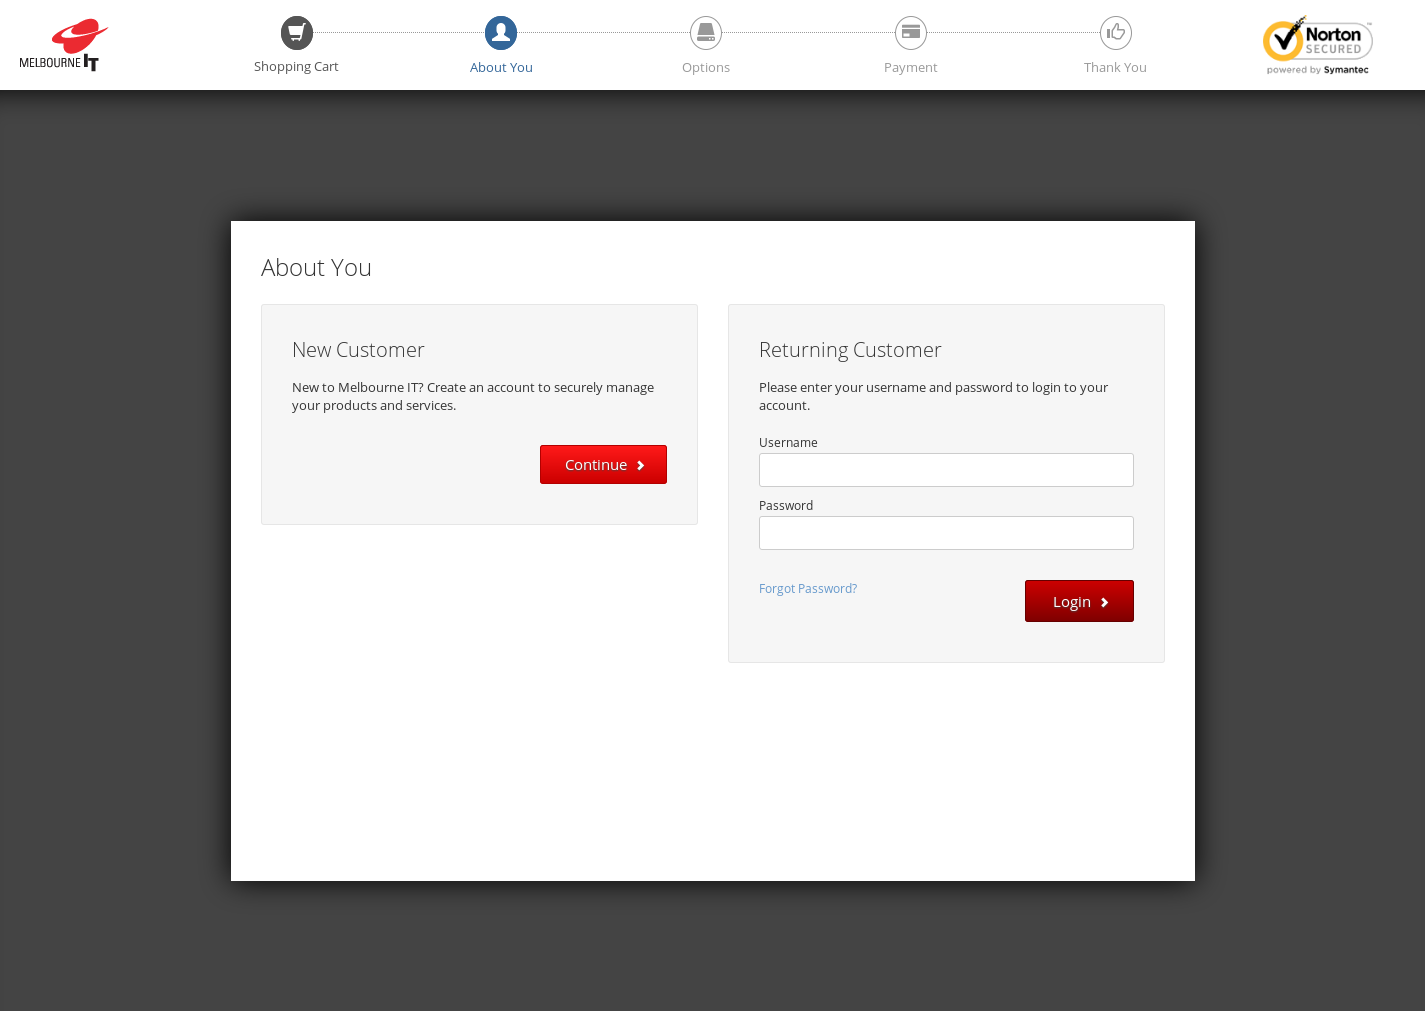 MELBOURNE IT
Shopping Cart
About You
Options
Payment
Thank You
Norton
SECURED
powered by Symantec
About You
New Customer
New to Melbourne IT? Create an account to securely manage
your products and services.
Continue
Returning Customer
Please enter your username and password to login to your
account.
Username
Password
Forgot Password?
Login